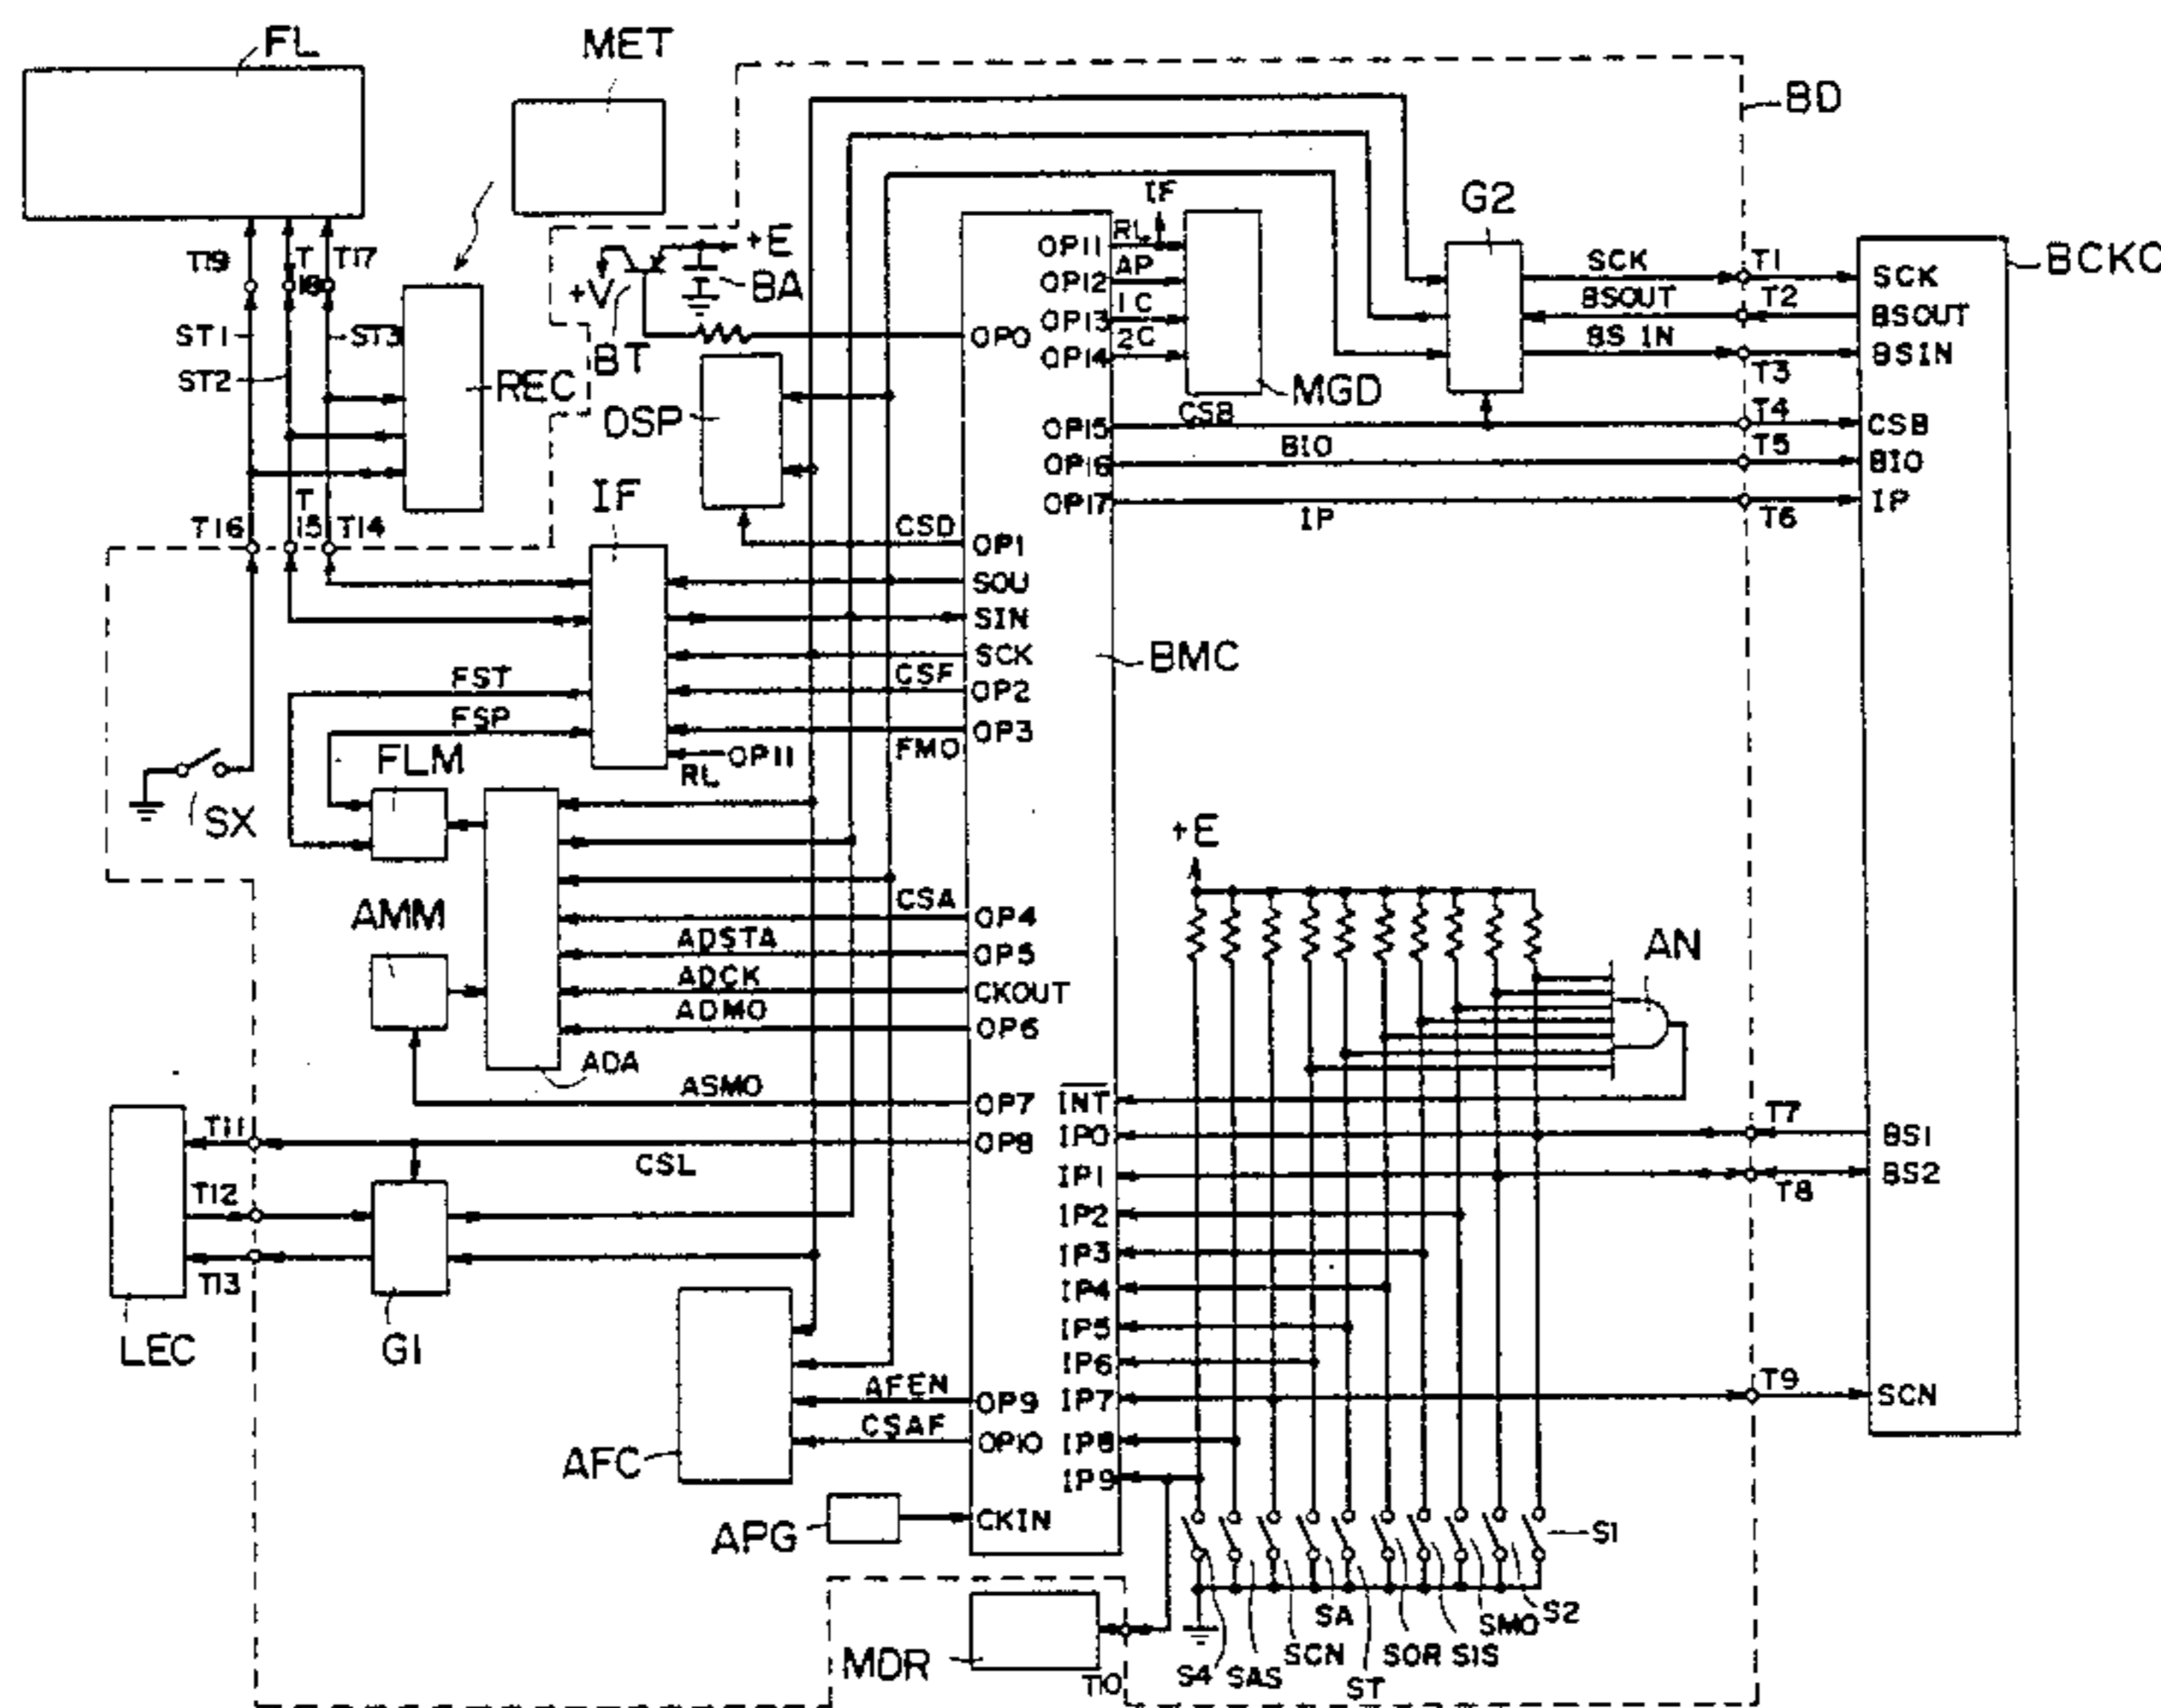 FL
MET
BD
T19
T
18
T17
ST1
ST2
ST3
REC
+V
+E
BA
BT
OP0
DSP
IF
OP11
OP12
OP13
OP14
RL
AP
1C
2C
MGD
G2
SCK
BSOUT
BS IN
T1
T2
T3
SCK
BSOUT
BSIN
BCKC
OP15
CSB
T4
CSB
OP16
BIO
T5
BIO
OP17
IP
T6
IP
T16
T
15
T14
IF
CSD
OP1
SOU
SIN
SCK
BMC
FST
CSF
OP2
FSP
FMO
OP3
OP11
RL
FLM
SX
+E
AMM
CSA
OP4
ADSTA
OP5
ADCK
CKOUT
ADMO
OP6
ADA
AN
ASMO
OP7
INT
OP8
IP0
T7
BS1
T11
CSL
IP1
T8
BS2
T12
IP2
IP3
T13
IP4
LEC
G1
IP5
IP6
AFEN
OP9
IP7
T9
SCN
CSAF
OP10
IP8
AFC
IP9
APG
CKIN
S1
MDR
T10
S4
SAS
SCN
SA
ST
SOR
SIS
SMO
S2